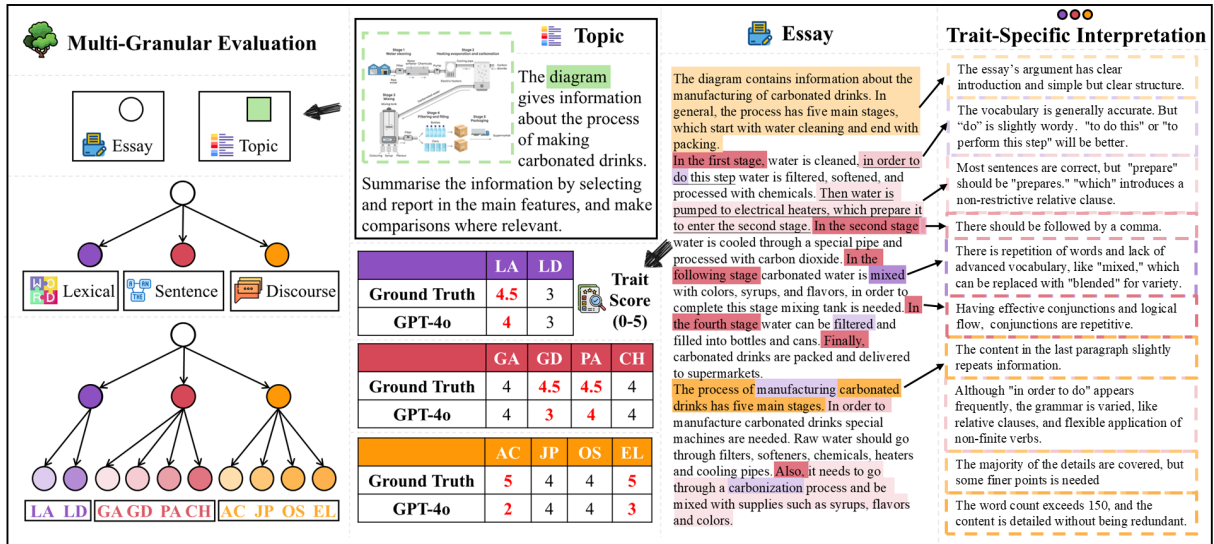 Multi-Granular Evaluation
Essay
Topic
Lexical
Sentence
Discourse
LA LD GA GD PA CH AC JP OS EL
Topic
Stage 1
Water cleaning
Stage 2
Stage 3
Mixing
Stage 4
Filtering and filling
Stage 5
Packaging
The diagram
gives information
about the process
of making
carbonated drinks.
Summarise the information by selecting
and report in the main features, and make
comparisons where relevant.
LA LD
Ground Truth 4.5 3
GPT-4o 4 3
Trait
Score
(0-5)
GA GD PA CH
Ground Truth 4 4.5 4.5 4
GPT-4o 4 3 4 4
AC JP OS EL
Ground Truth 5 4 4 5
GPT-4o 2 4 4 3
Essay
The diagram contains information about the
manufacturing of carbonated drinks. In
general, the process has five main stages,
which start with water cleaning and end with
packing.
In the first stage, water is cleaned, in order to
do this step water is filtered, softened, and
processed with chemicals. Then water is
pumped to electrical heaters, which prepare it
to enter the second stage. In the second stage
water is cooled through a special pipe and
processed with carbon dioxide. In the
following stage carbonated water is mixed
with colors, syrups, and flavors, in order to
complete this stage mixing tank is needed. In
the fourth stage water can be filtered and
filled into bottles and cans. Finally,
carbonated drinks are packed and delivered
to supermarkets.
The process of manufacturing carbonated
drinks has five main stages. In order to
manufacture carbonated drinks special
machines are needed. Raw water should go
through filters, softeners, chemicals, heaters
and cooling pipes. Also, it needs to go
through a carbonization process and be
mixed with supplies such as syrups, flavors
and colors.
Trait-Specific Interpretation
The essay's argument has clear
introduction and simple but clear structure.
The vocabulary is generally accurate. But
"do" is slightly wordy. "to do this" or "to
perform this step" will be better.
Most sentences are correct, but "prepare"
should be "prepares." "which" introduces a
non-restrictive relative clause.
There should be followed by a comma.
There is repetition of words and lack of
advanced vocabulary, like "mixed," which
can be replaced with "blended" for variety.
Having effective conjunctions and logical
flow, conjunctions are repetitive.
The content in the last paragraph slightly
repeats information.
Although "in order to do" appears
frequently, the grammar is varied, like
relative clauses, and flexible application of
non-finite verbs.
The majority of the details are covered, but
some finer points is needed
The word count exceeds 150, and the
content is detailed without being redundant.